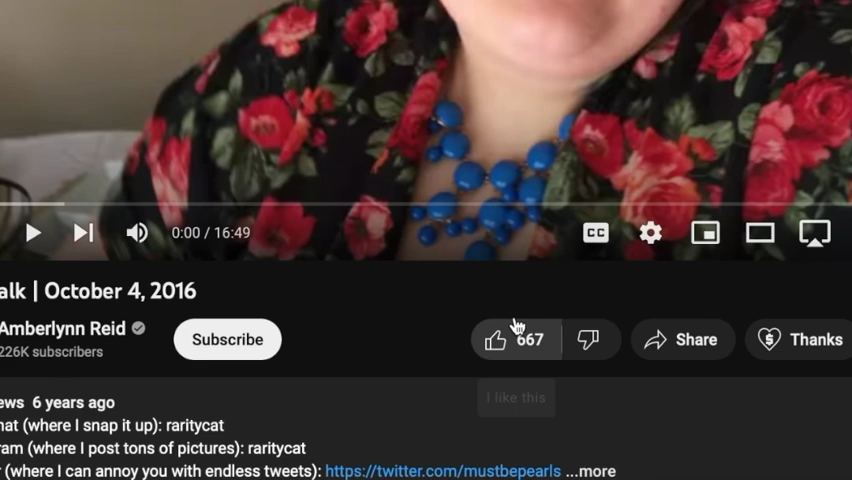 0:00 / 16:49
CC
alk | October 4, 2016
Amberlynn Reid
226K subscribers
Subscribe
667
Share
Thanks
I like this
ews 6 years ago
hat (where I snap it up): raritycat
ram (where I post tons of pictures): raritycat
r (where I can annoy you with endless tweets): https://twitter.com/mustbepearls ...more